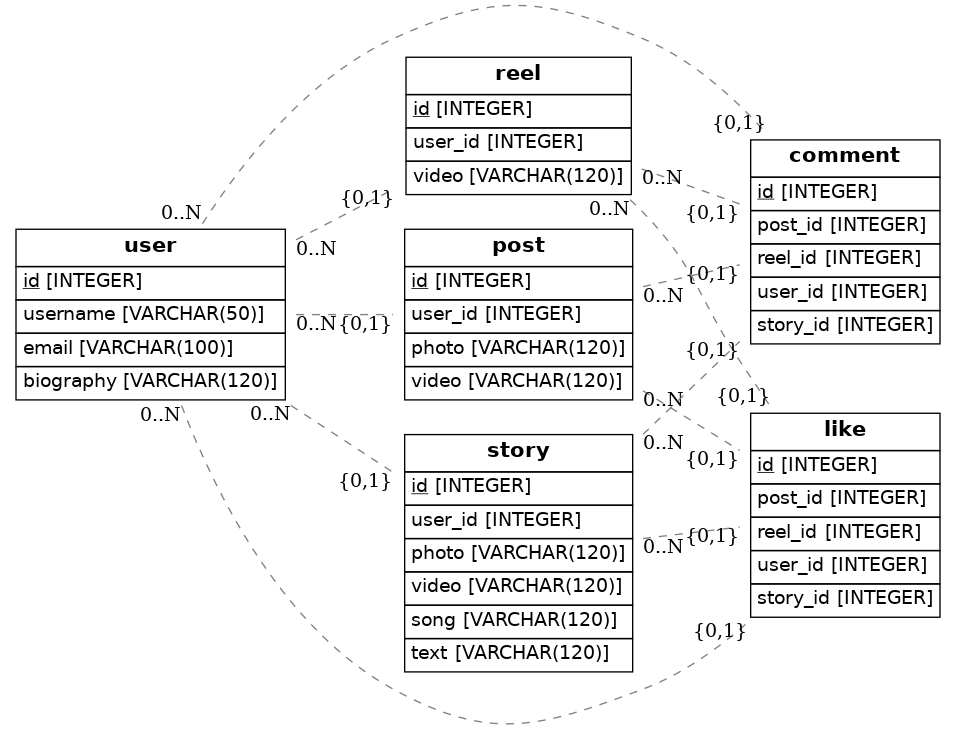 reel
id [INTEGER]
user_id [INTEGER]
video [VARCHAR(120)]
comment
id [INTEGER]
post_id [INTEGER]
reel_id [INTEGER]
user_id [INTEGER]
story_id [INTEGER]
user
id [INTEGER]
username [VARCHAR(50)]
email [VARCHAR(100)]
biography [VARCHAR(120)]
post
id [INTEGER]
user_id [INTEGER]
photo [VARCHAR(120)]
video [VARCHAR(120)]
story
id [INTEGER]
user_id [INTEGER]
photo [VARCHAR(120)]
video [VARCHAR(120)]
song [VARCHAR(120)]
text [VARCHAR(120)]
like
id [INTEGER]
post_id [INTEGER]
reel_id [INTEGER]
user_id [INTEGER]
story_id [INTEGER]
{0,1}
0..N
{0,1}
0..N
0..N
{0,1}
0..N
{0,1}
0..N
{0,1}
0..N
{0,1}
0..N
{0,1}
0..N
{0,1}
0..N
{0,1}
0..N
{0,1}
0..N
{0,1}